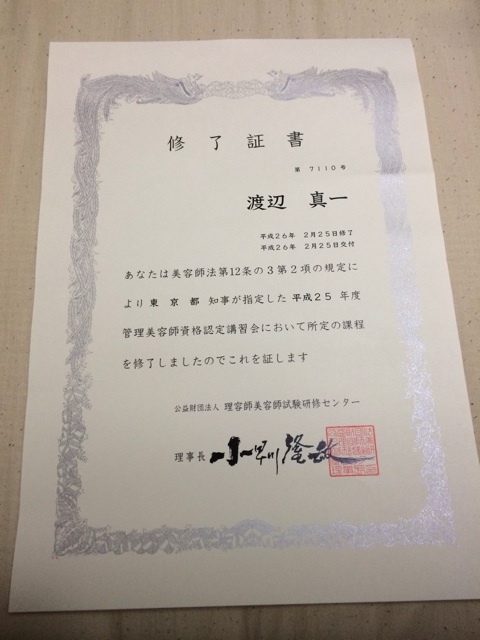 修了証書
第 7110号
渡辺 真一
平成26年 2月25日修了
平成26年 2月25日交付
あなたは美容師法第12条の3第2項の規定に
より 東京都 知事が指定した 平成25 年度
管理美容師資格認定講習会において所定の課程
を修了しましたのでこれを証します
公益財団法人 理容師美容師試験研修センター
理事長 小早川隆敏